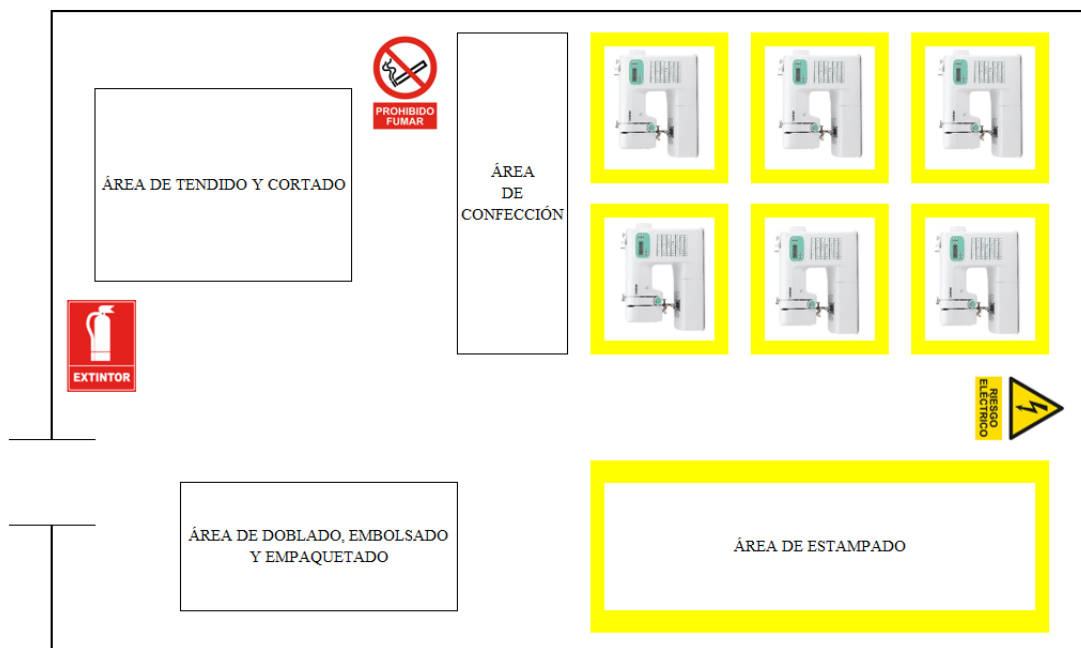 PROHIBIDO
FUMAR
ÁREA DE TENDIDO Y CORTADO
ÁREA
DE
CONFECCIÓN
EXTINTOR
RIESGO
ELÉCTRICO
ÁREA DE DOBLADO, EMBOLSADO
Y EMPAQUETADO
ÁREA DE ESTAMPADO